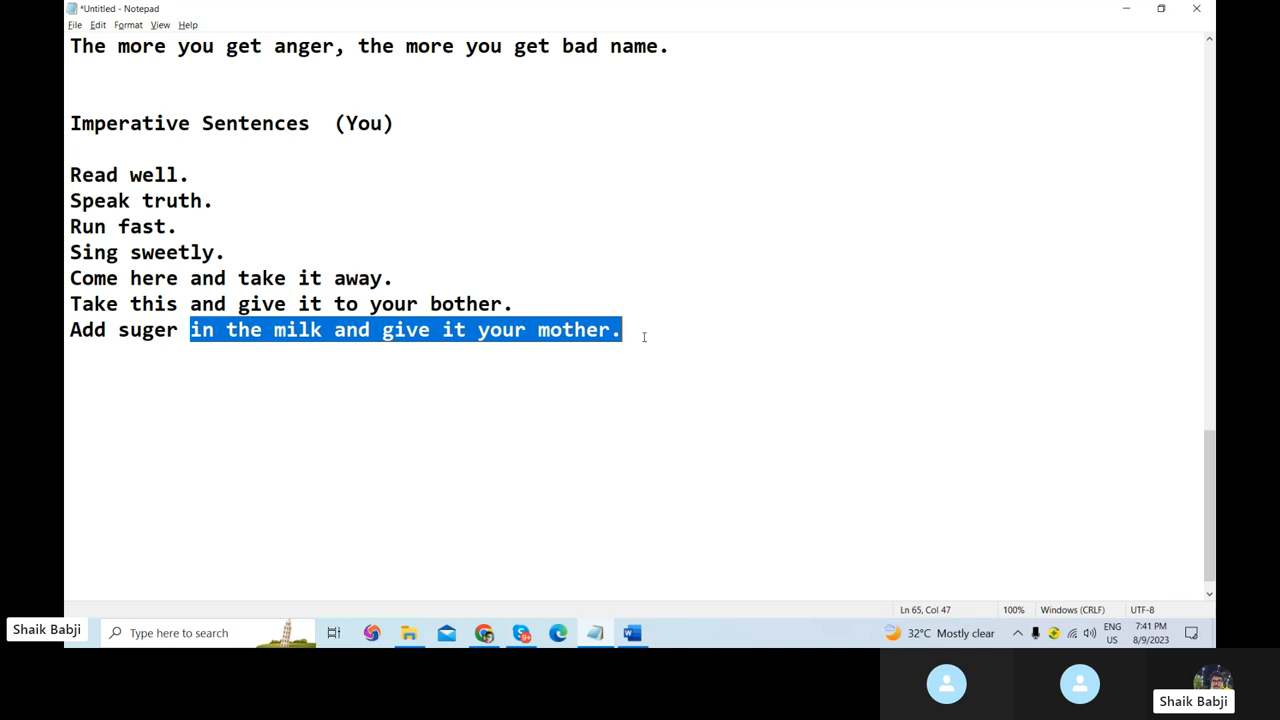 *Untitled - Notepad
File Edit Format View Help
The more you get anger, the more you get bad name.
Imperative Sentences (You)
Read well.
Speak truth.
Run fast.
Sing sweetly.
Come here and take it away.
Take this and give it to your bother.
Add suger in the milk and give it your mother.
Ln 65, Col 47 100% Windows (CRLF) UTF-8
Shaik Babji
Type here to search
32°C Mostly clear
ENG
US
7:41 PM
8/9/2023
Shaik Babji